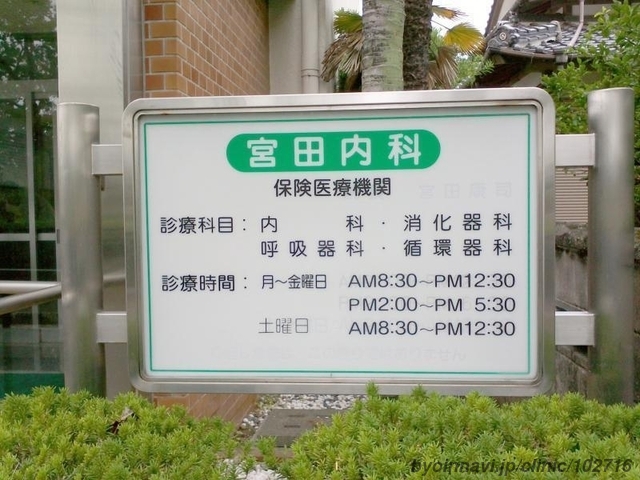 宮田内科
保険医療機関
診療科目：内　　科・消化器科
呼吸器科・循環器科
診療時間：月～金曜日 AM8:30～PM12:30
PM2:00～PM 5:30
土曜日 AM8:30～PM12:30
byoinnavi.jp/clinic/102716